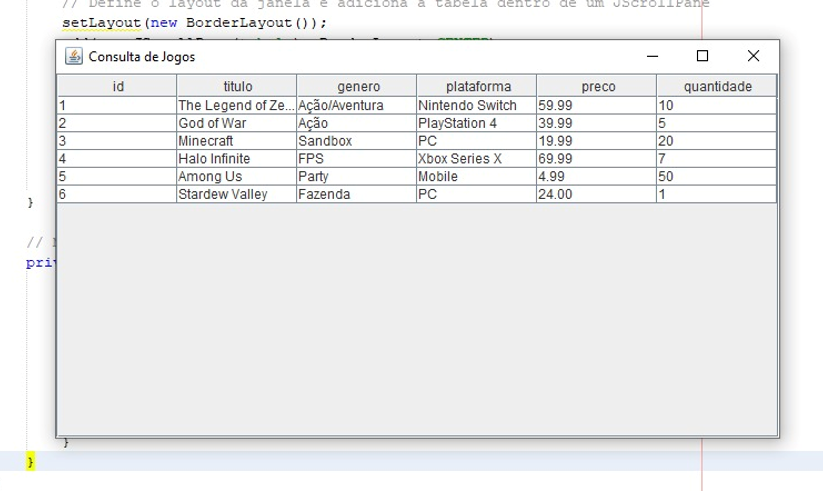 // Define o layout da janela e adiciona a tabela dentro de um JScrollPane
setLayout(new BorderLayout());
Consulta de Jogos
id titulo genero plataforma preco quantidade
1 The Legend of Ze... Ação/Aventura Nintendo Switch 59.99 10
2 God of War Ação PlayStation 4 39.99 5
3 Minecraft Sandbox PC 19.99 20
4 Halo Infinite FPS Xbox Series X 69.99 7
5 Among Us Party Mobile 4.99 50
6 Stardew Valley Fazenda PC 24.00 1
}
//
}
}